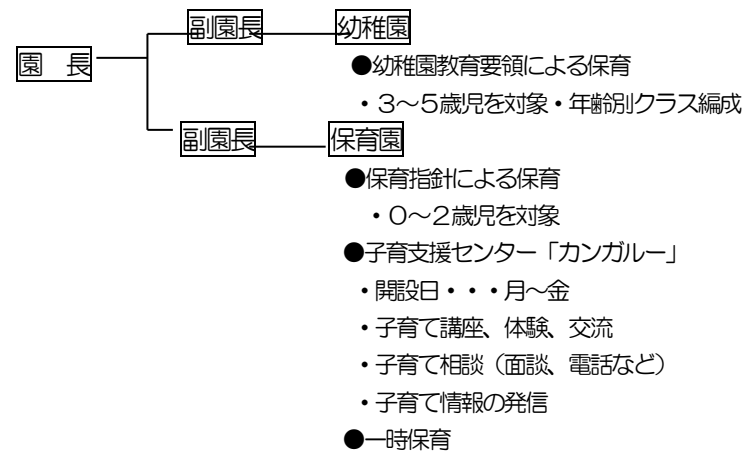 副園長 幼稚園
園　長
●幼稚園教育要領による保育
・３～５歳児を対象・年齢別クラス編成
副園長 保育園
●保育指針による保育
・０～２歳児を対象
●子育支援センター「カンガルー」
・開設日・・・月～金
・子育て講座、体験、交流
・子育て相談（面談、電話など）
・子育て情報の発信
●一時保育